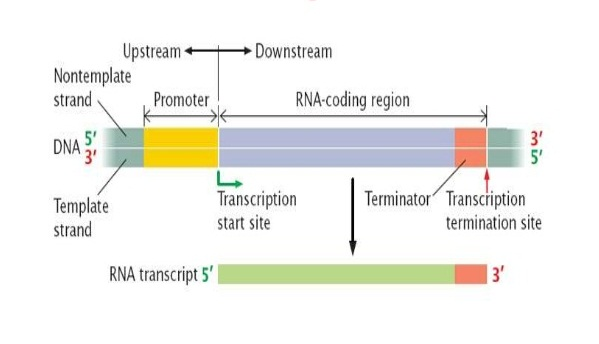 Upstream Downstream
Nontemplate
strand
Promoter RNA-coding region
DNA 5′ 3′
3′ 5′
Template
strand
Transcription
start site
Terminator
Transcription
termination site
RNA transcript 5′ 3′